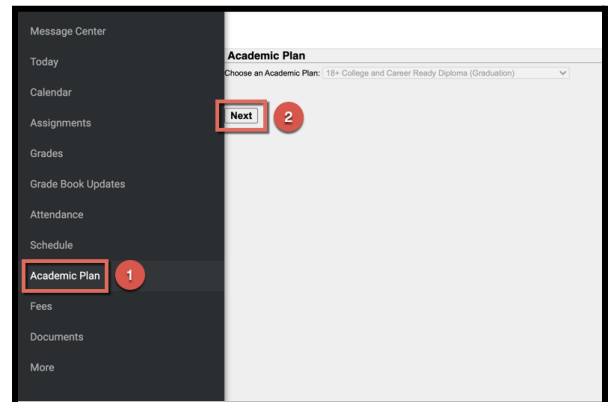 Message Center
Today
Calendar
Assignments
Grades
Grade Book Updates
Attendance
Schedule
Academic Plan
1
Fees
Documents
More
Academic Plan
Choose an Academic Plan: 18+ College and Career Ready Diploma (Graduation)
Next
2